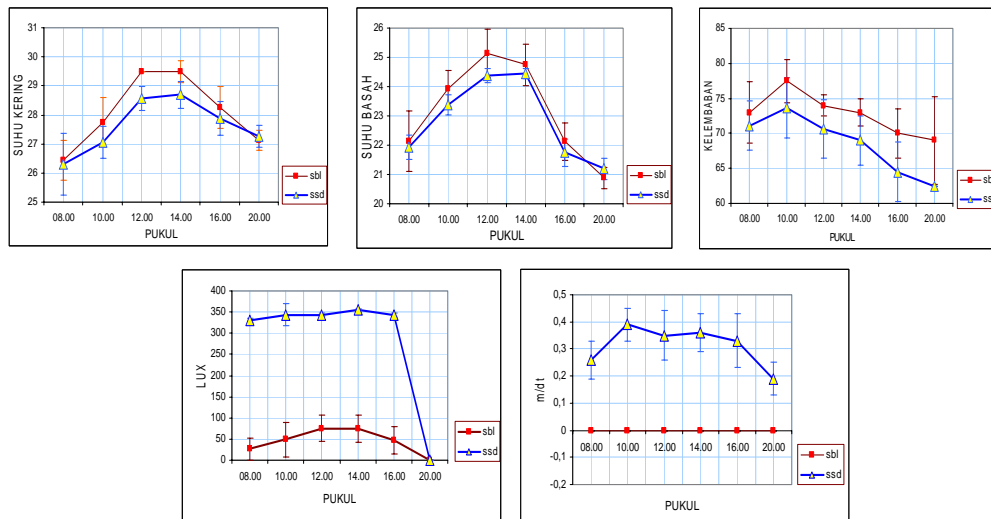 SUHU KERING
31
30
29
28
27
26
25
08.00 10.00 12.00 14.00 16.00 20.00
PUKUL
sbl
ssd
SUHU BASAH
26
25
24
23
22
21
20
08.00 10.00 12.00 14.00 16.00 20.00
PUKUL
sbl
ssd
KELEMBABAN
85
80
75
70
65
60
08.00 10.00 12.00 14.00 16.00 20.00
PUKUL
sbl
ssd
LUX
400
350
300
250
200
150
100
50
0
08.00 10.00 12.00 14.00 16.00 20.00
PUKUL
sbl
ssd
m/dt
0,5
0,4
0,3
0,2
0,1
0
-0,1
-0,2
08.00 10.00 12.00 14.00 16.00 20.00
PUKUL
sbl
ssd